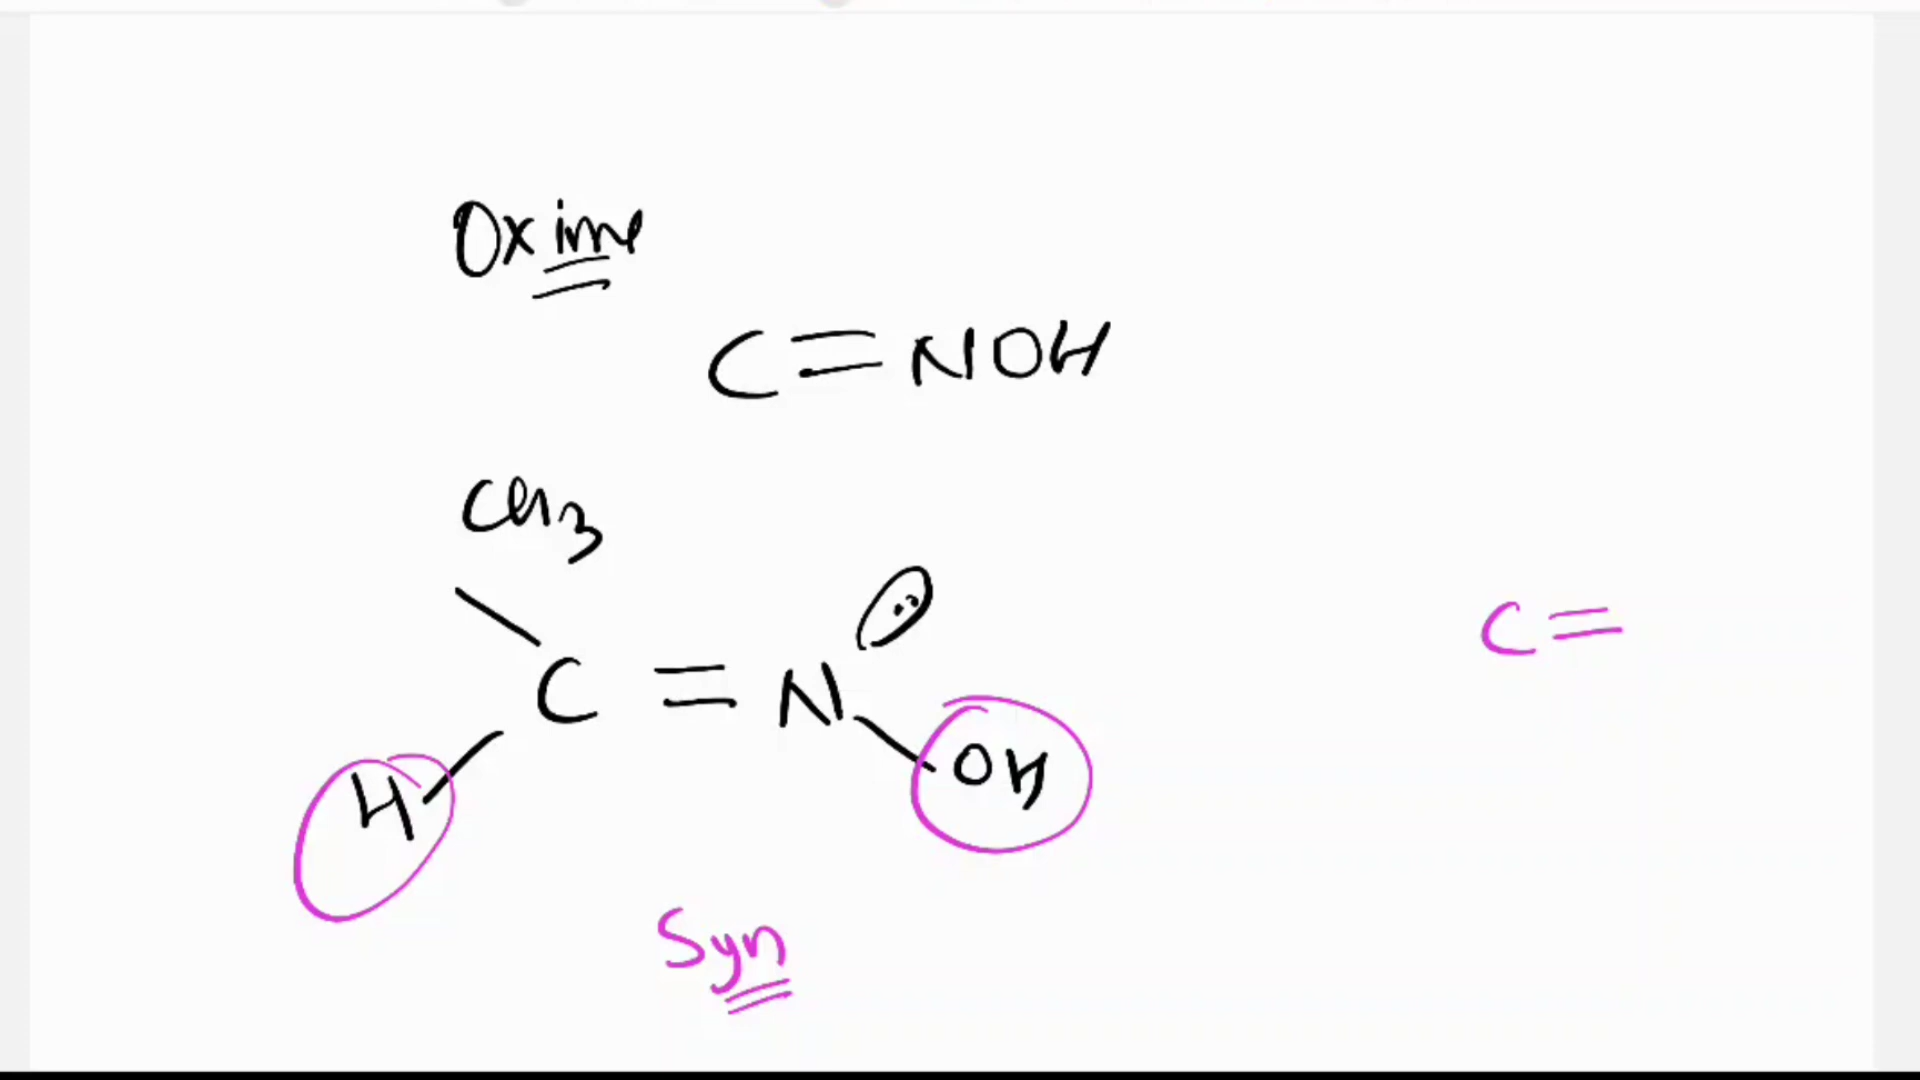 Oxime
C=NOH
CH3
C=N
C=
H
OH
Syn